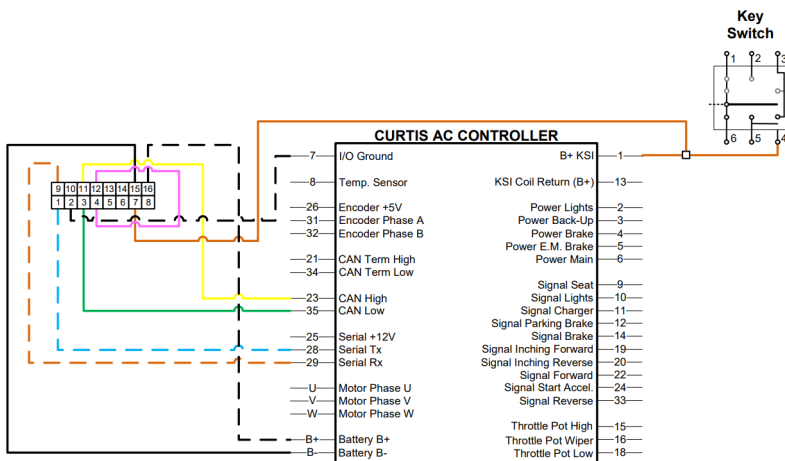 Key
Switch
1 2 3
6 5 4
CURTIS AC CONTROLLER
9 10 11 12 13 14 15 16
1 2 3 4 5 6 7 8
7 I/O Ground
8 Temp. Sensor
26 Encoder +5V
31 Encoder Phase A
32 Encoder Phase B
21 CAN Term High
34 CAN Term Low
23 CAN High
35 CAN Low
25 Serial +12V
28 Serial Tx
29 Serial Rx
U Motor Phase U
V Motor Phase V
W Motor Phase W
B+ Battery B+
B- Battery B-
B+ KSI 1
KSI Coil Return (B+) 13
Power Lights 2
Power Back-Up 3
Power Brake 4
Power E.M. Brake 5
Power Main 6
Signal Seat 9
Signal Lights 10
Signal Charger 11
Signal Parking Brake 12
Signal Brake 14
Signal Inching Forward 19
Signal Inching Reverse 20
Signal Forward 22
Signal Start Accel. 24
Signal Reverse 33
Throttle Pot High 15
Throttle Pot Wiper 16
Throttle Pot Low 18